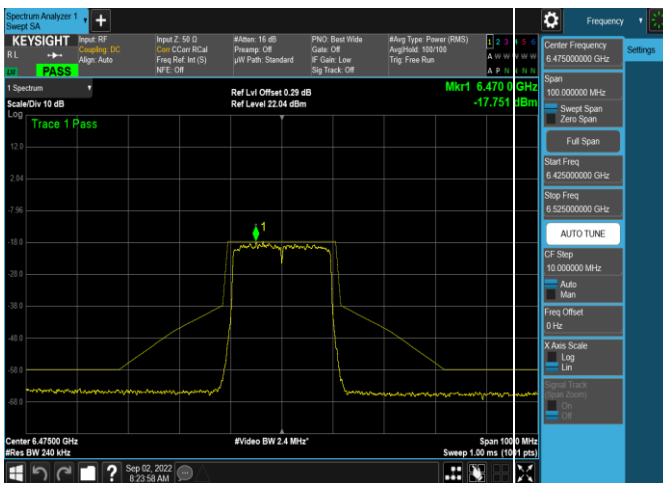 Spectrum Analyzer 1
Swept SA
+
Frequency
KEYSIGHT
RL
LXI
PASS
Input: RF
Coupling: DC
Align: Auto
Input Z: 50 Ω
Corr CCorr RCal
Freq Ref: Int (S)
NFE: Off
#Atten: 16 dB
Preamp: Off
µW Path: Standard
PNO: Best Wide
Gate: Off
IF Gain: Low
Sig Track: Off
#Avg Type: Power (RMS)
Avg|Hold: 100/100
Trig: Free Run
1 2 3 4 5 6
A W W W W W
A P N N N N
1 Spectrum
Scale/Div 10 dB
Ref Lvl Offset 0.29 dB
Ref Level 22.04 dBm
Mkr1 6.470 0 GHz
-17.751 dBm
Log
Trace 1 Pass
12.0
2.04
-7.96
-18.0
-28.0
-38.0
-48.0
-58.0
-68.0
1
Center 6.47500 GHz
#Res BW 240 kHz
#Video BW 2.4 MHz*
Span 100.0 MHz
Sweep 1.00 ms (1001 pts)
Center Frequency
6.475000000 GHz
Settings
Span
100.000000 MHz
Swept Span
Zero Span
Full Span
Start Freq
6.425000000 GHz
Stop Freq
6.525000000 GHz
AUTO TUNE
CF Step
10.000000 MHz
Auto
Man
Freq Offset
0 Hz
X Axis Scale
Log
Lin
Signal Track
(Span Zoom)
On
Off
?
Sep 02, 2022
8:23:58 AM